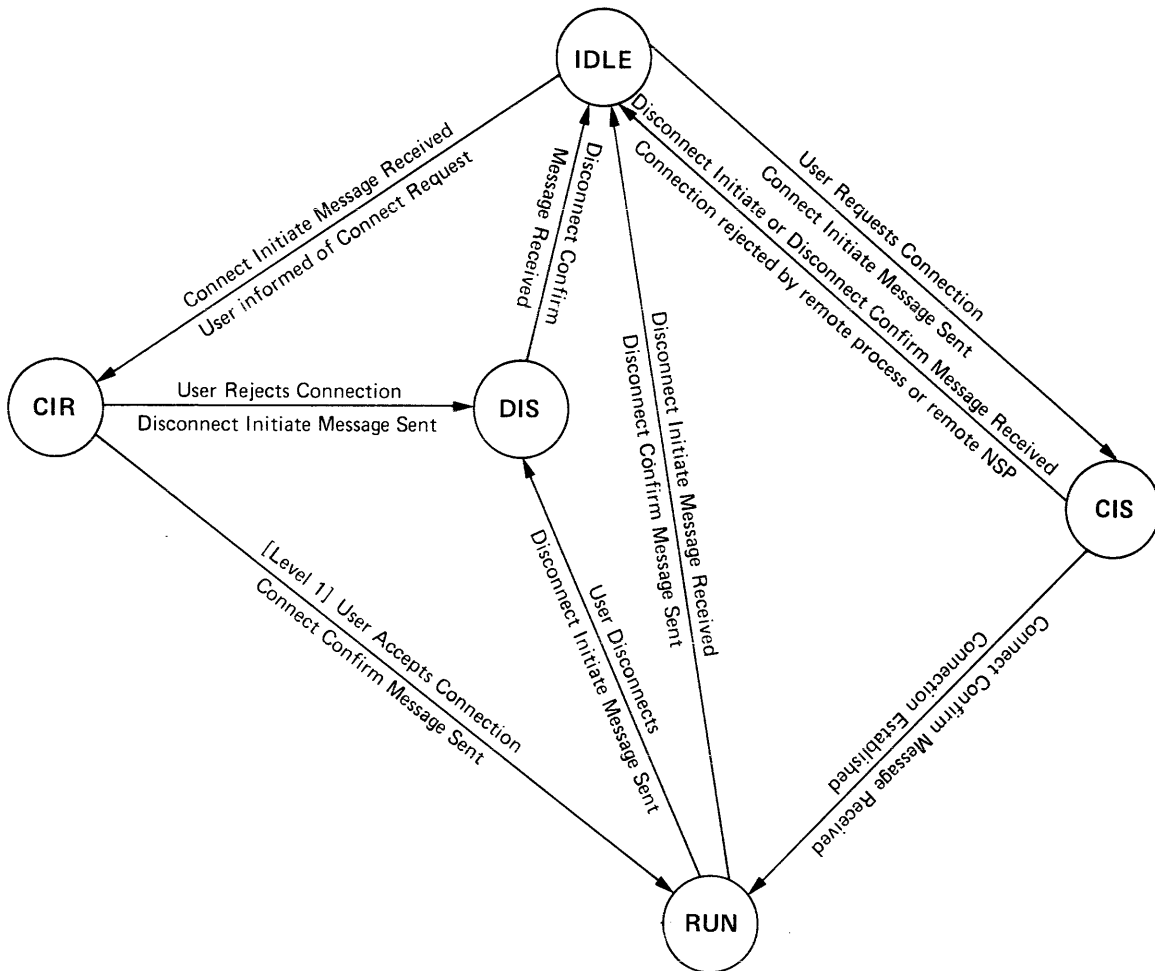 IDLE
Connect Initiate Message Received
User informed of Connect Request
Disconnect Confirm
Message Received
User Requests Connection
Connect Initiate Message Sent
Disconnect Initiate or Disconnect Confirm Message Received
Connection rejected by remote process or remote NSP
CIR
User Rejects Connection
Disconnect Initiate Message Sent
DIS
Disconnect Initiate Message Received
Disconnect Confirm Message Sent
CIS
[Level 1] User Accepts Connection
Connect Confirm Message Sent
User Disconnects
Disconnect Initiate Message Sent
Connect Confirm Message Received
Connection Established
RUN